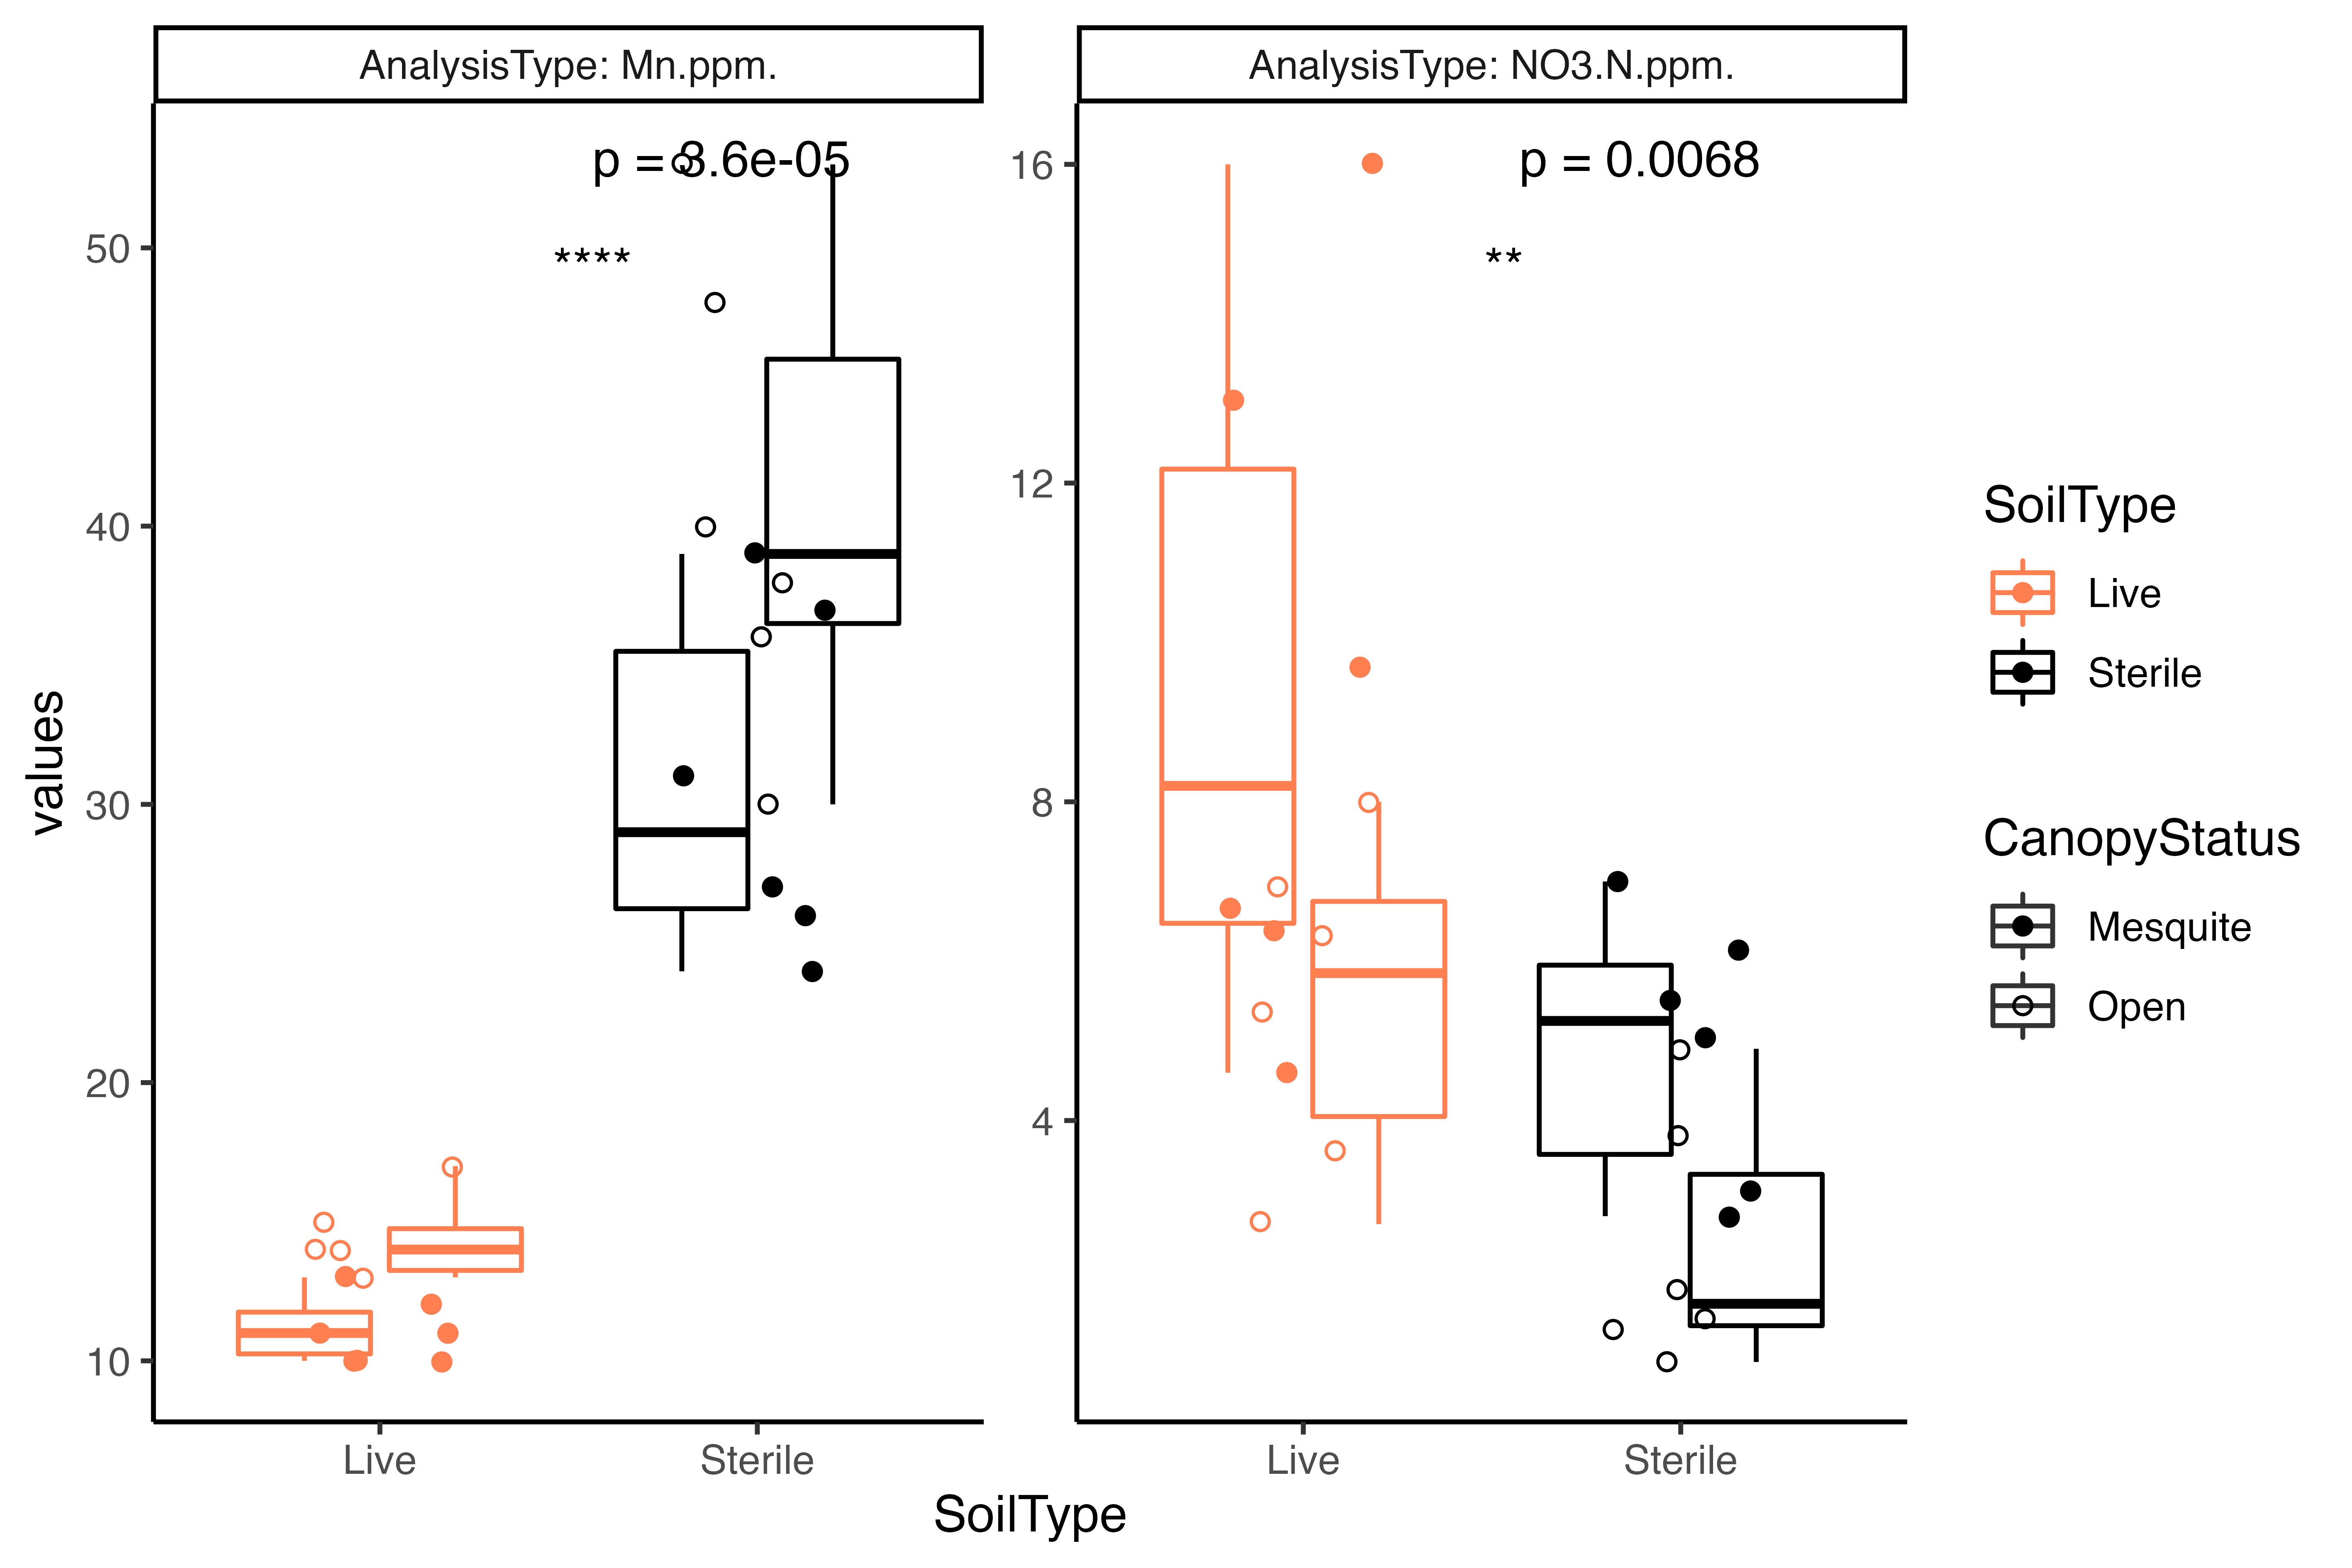 AnalysisType: Mn.ppm.
AnalysisType: NO3.N.ppm.
p = 3.6e-05
p = 0.0068
****
**
50
40
30
20
10
16
12
8
4
values
Live
Sterile
Live
Sterile
SoilType
SoilType
Live
Sterile
CanopyStatus
Mesquite
Open